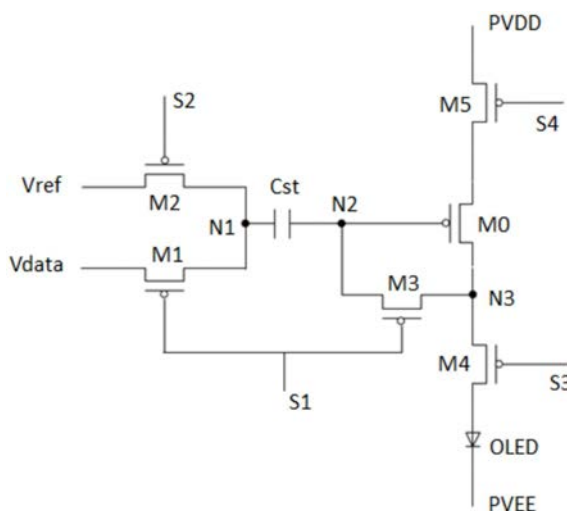 PVDD
S2
M5
S4
Vref
M2
Cst
N2
N1
M0
Vdata
M1
M3
N3
M4
S3
S1
OLED
PVEE